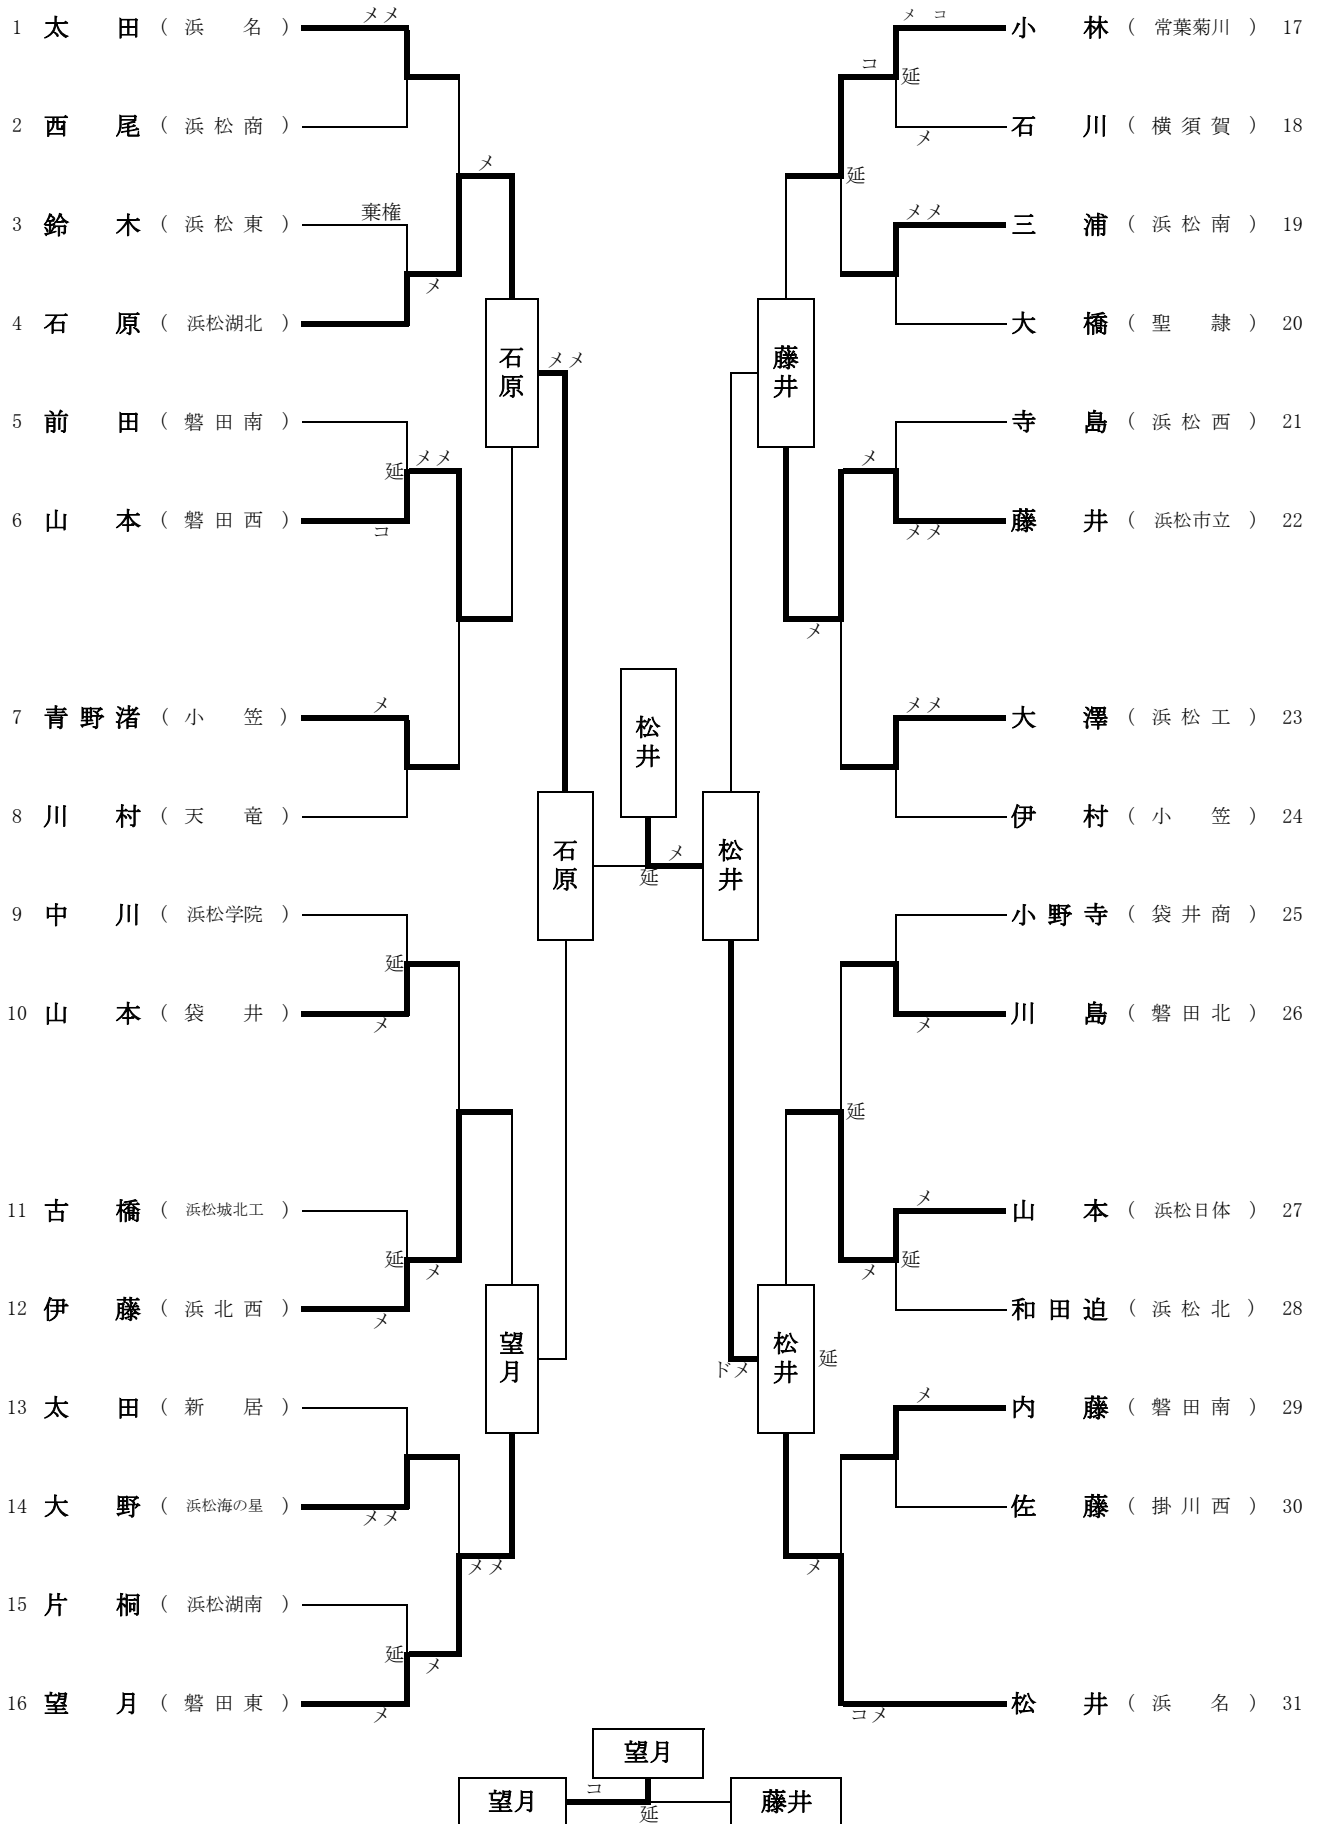 1 太田 ( 浜名 ) メメ
2 西尾 ( 浜松商 )
メ
3 鈴木 ( 浜松東 ) 棄権
メ
4 石原 ( 浜松湖北 )
石原 メメ
5 前田 ( 磐田南 )
延 メメ
6 山本 ( 磐田西 ) コ
7 青野渚 ( 小笠 ) メ
8 川村 ( 天竜 )
石原
9 中川 ( 浜松学院 )
延
10 山本 ( 袋井 ) メ
11 古橋 ( 浜松城北工 )
延 メ
12 伊藤 ( 浜北西 ) メ
望月
13 太田 ( 新居 )
14 大野 ( 浜松海の星 ) メメ
メメ
15 片桐 ( 浜松湖南 )
延 メ
16 望月 ( 磐田東 ) メ
松井
メ
延
メコ 小林 ( 常葉菊川 ) 17
コ 延
メ 石川 ( 横須賀 ) 18
延
メメ 三浦 ( 浜松南 ) 19
大橋 ( 聖隷 ) 20
藤井
寺島 ( 浜松西 ) 21
メ
メメ 藤井 ( 浜松市立 ) 22
メ
メメ 大澤 ( 浜松工 ) 23
伊村 ( 小笠 ) 24
松井
小野寺 ( 袋井商 ) 25
メ 川島 ( 磐田北 ) 26
延
メ 山本 ( 浜松日体 ) 27
メ 延
和田迫 ( 浜松北 ) 28
ドメ 松井 延
メ 内藤 ( 磐田南 ) 29
佐藤 ( 掛川西 ) 30
メ
コメ 松井 ( 浜名 ) 31
望月
望月 コ 延 藤井